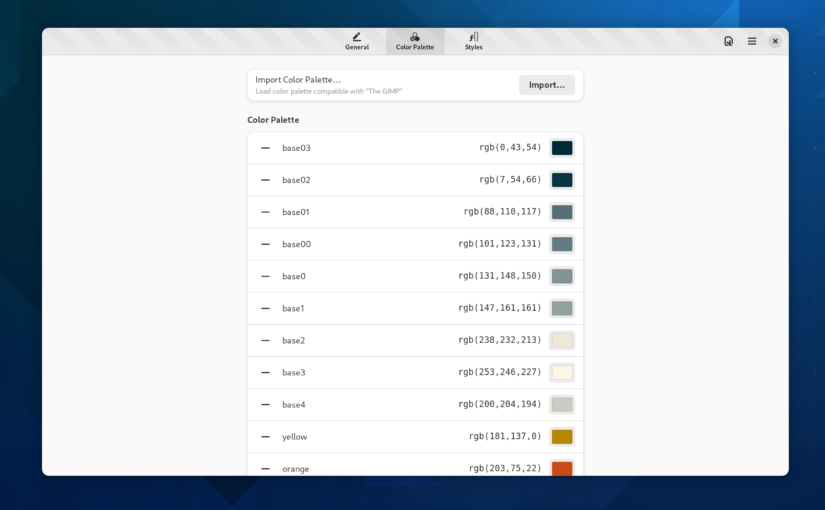 General
Color Palette
Styles
Import Color Palette...
Load color palette compatible with "The GIMP"
Import...
Color Palette
base03 rgb(0,43,54)
base02 rgb(7,54,66)
base01 rgb(88,110,117)
base00 rgb(101,123,131)
base0 rgb(131,148,150)
base1 rgb(147,161,161)
base2 rgb(238,232,213)
base3 rgb(253,246,227)
base4 rgb(200,204,194)
yellow rgb(181,137,0)
orange rgb(203,75,22)